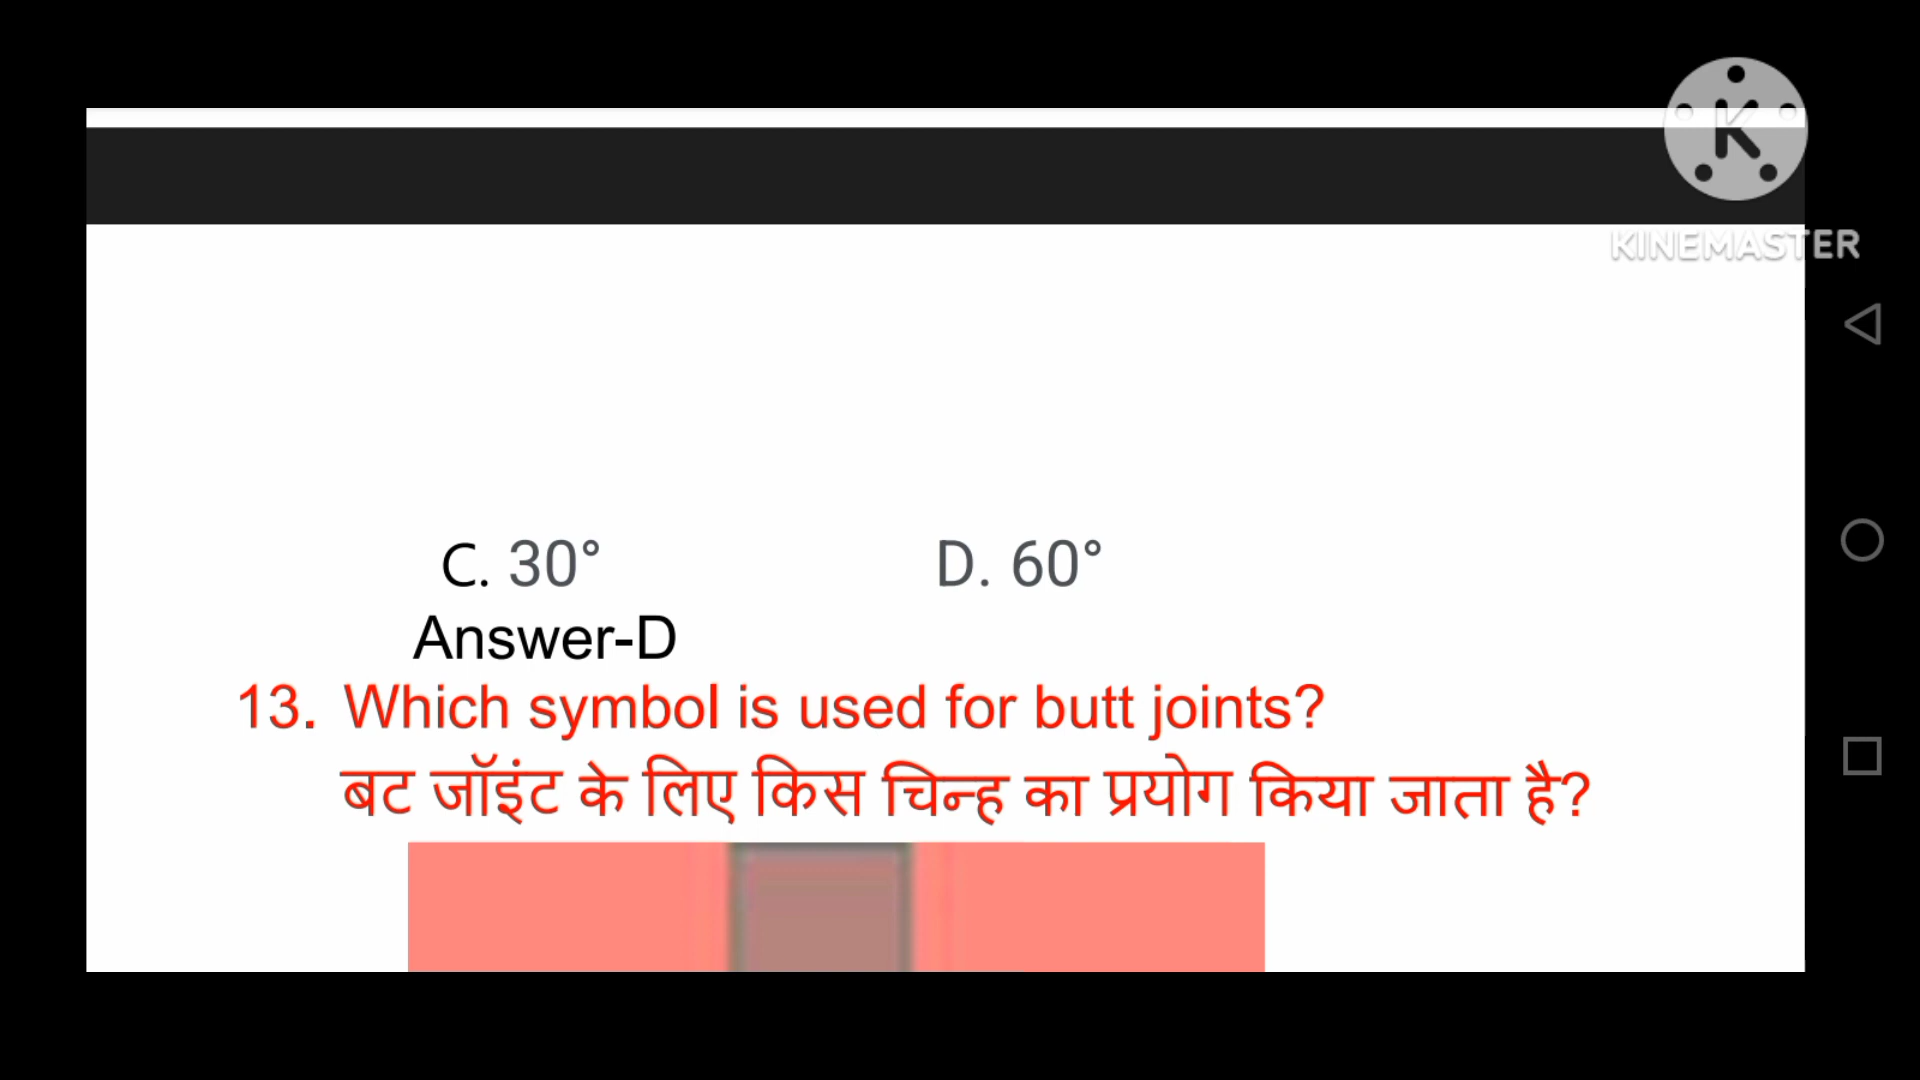 K
KINEMASTER
C. 30° D. 60°
Answer-D
13. Which symbol is used for butt joints?
बट जॉइंट के लिए किस चिन्ह का प्रयोग किया जाता है?